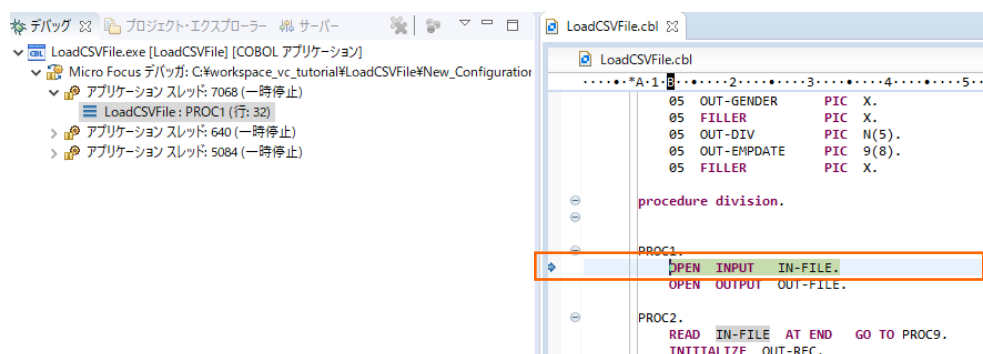 デバッグ プロジェクト・エクスプローラー サーバー
LoadCSVFile.exe [LoadCSVFile] [COBOL アプリケーション]
Micro Focus デバッガ: C:¥workspace_vc_tutorial¥LoadCSVFile¥New_Configuration
アプリケーション スレッド: 7068 (一時停止)
LoadCSVFile : PROC1 (行: 32)
アプリケーション スレッド: 640 (一時停止)
アプリケーション スレッド: 5084 (一時停止)
LoadCSVFile.cbl
LoadCSVFile.cbl
*A·1·B··•····2····•····3····•····4····•····5··
05 OUT-GENDER PIC X.
05 FILLER PIC X.
05 OUT-DIV PIC N(5).
05 OUT-EMPDATE PIC 9(8).
05 FILLER PIC X.
procedure division.
PROC1.
OPEN INPUT IN-FILE.
OPEN OUTPUT OUT-FILE.
PROC2.
READ IN-FILE AT END GO TO PROC9.
INITIALIZE OUT-REC.